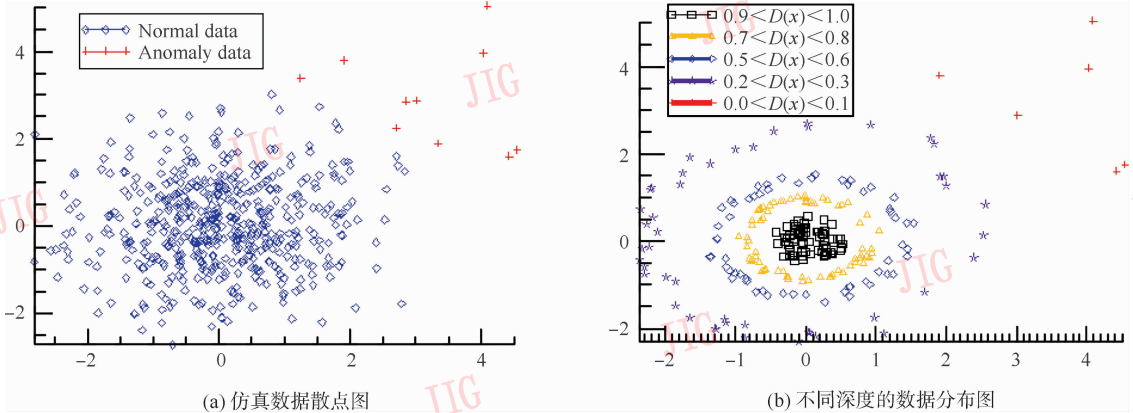 Normal data
Anomaly data
4
2
0
−2
−2
0
2
4
(a) 仿真数据散点图
0.9＜D(x)＜1.0
0.7＜D(x)＜0.8
0.5＜D(x)＜0.6
0.2＜D(x)＜0.3
0.0＜D(x)＜0.1
4
2
0
−2
−2
−1
0
1
2
3
4
(b) 不同深度的数据分布图
JIG
JIG
JIG
JIG
JIG
JIG
JIG